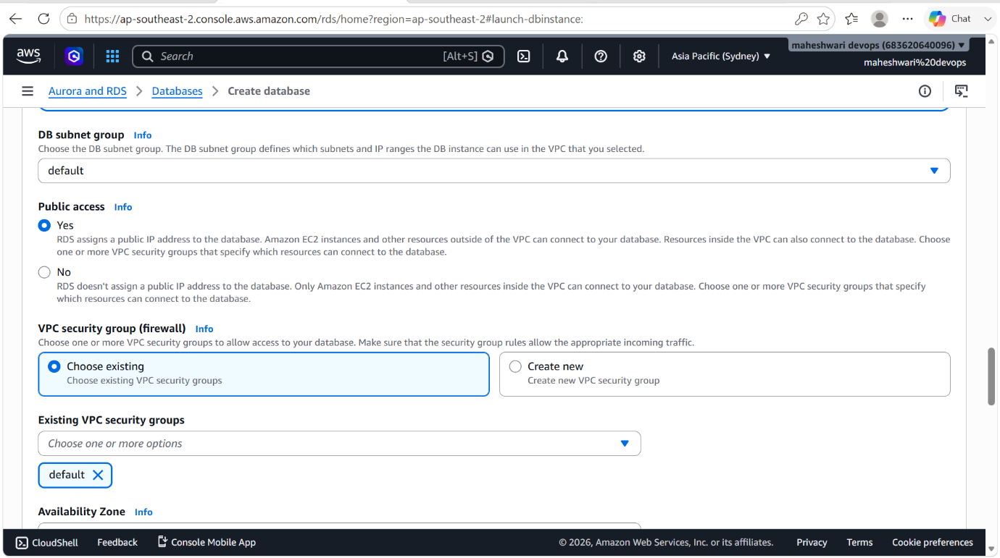 https://ap-southeast-2.console.aws.amazon.com/rds/home?region=ap-southeast-2#launch-dbinstance:
Chat
aws
Search
[Alt+S]
Asia Pacific (Sydney) ▼
maheshwari devops (683620640096) ▼
maheshwari%20devops
Aurora and RDS > Databases > Create database
DB subnet group Info
Choose the DB subnet group. The DB subnet group defines which subnets and IP ranges the DB instance can use in the VPC that you selected.
default
Public access Info
Yes
RDS assigns a public IP address to the database. Amazon EC2 instances and other resources outside of the VPC can connect to your database. Resources inside the VPC can also connect to the database. Choose
one or more VPC security groups that specify which resources can connect to the database.
No
RDS doesn't assign a public IP address to the database. Only Amazon EC2 instances and other resources inside the VPC can connect to your database. Choose one or more VPC security groups that specify
which resources can connect to the database.
VPC security group (firewall) Info
Choose one or more VPC security groups to allow access to your database. Make sure that the security group rules allow the appropriate incoming traffic.
Choose existing
Choose existing VPC security groups
Create new
Create new VPC security group
Existing VPC security groups
Choose one or more options
default
Availability Zone Info
CloudShell Feedback Console Mobile App © 2026, Amazon Web Services, Inc. or its affiliates. Privacy Terms Cookie preferences